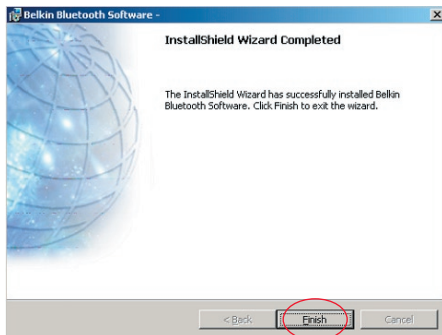 Belkin Bluetooth Software -
InstallShield Wizard Completed
The InstallShield Wizard has successfully installed Belkin
Bluetooth Software. Click Finish to exit the wizard.
< Back
Finish
Cancel